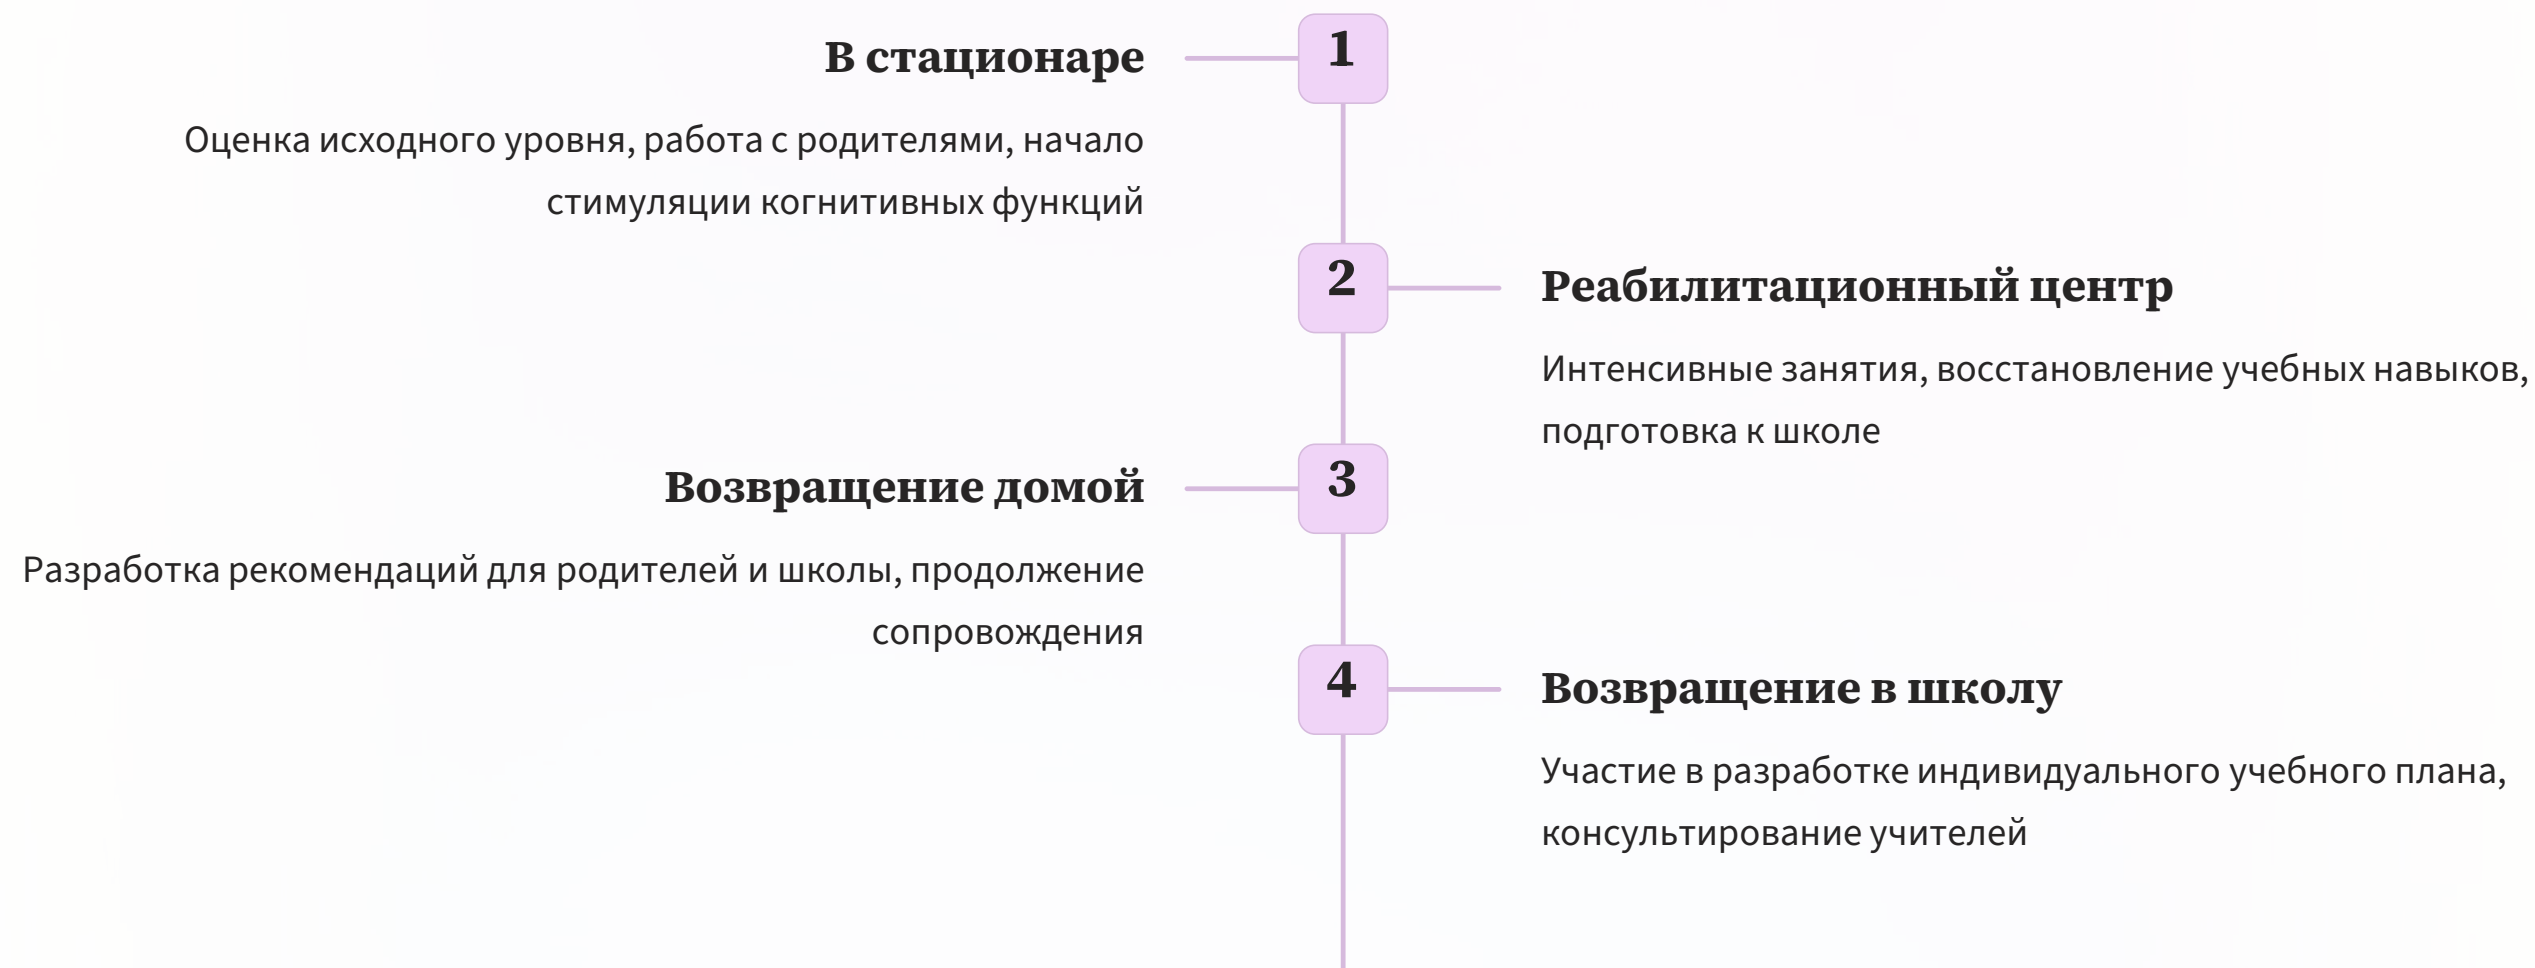 1
В стационаре
Оценка исходного уровня, работа с родителями, начало
стимуляции когнитивных функций
2
Реабилитационный центр
Интенсивные занятия, восстановление учебных навыков,
подготовка к школе
3
Возвращение домой
Разработка рекомендаций для родителей и школы, продолжение
сопровождения
4
Возвращение в школу
Участие в разработке индивидуального учебного плана,
консультирование учителей